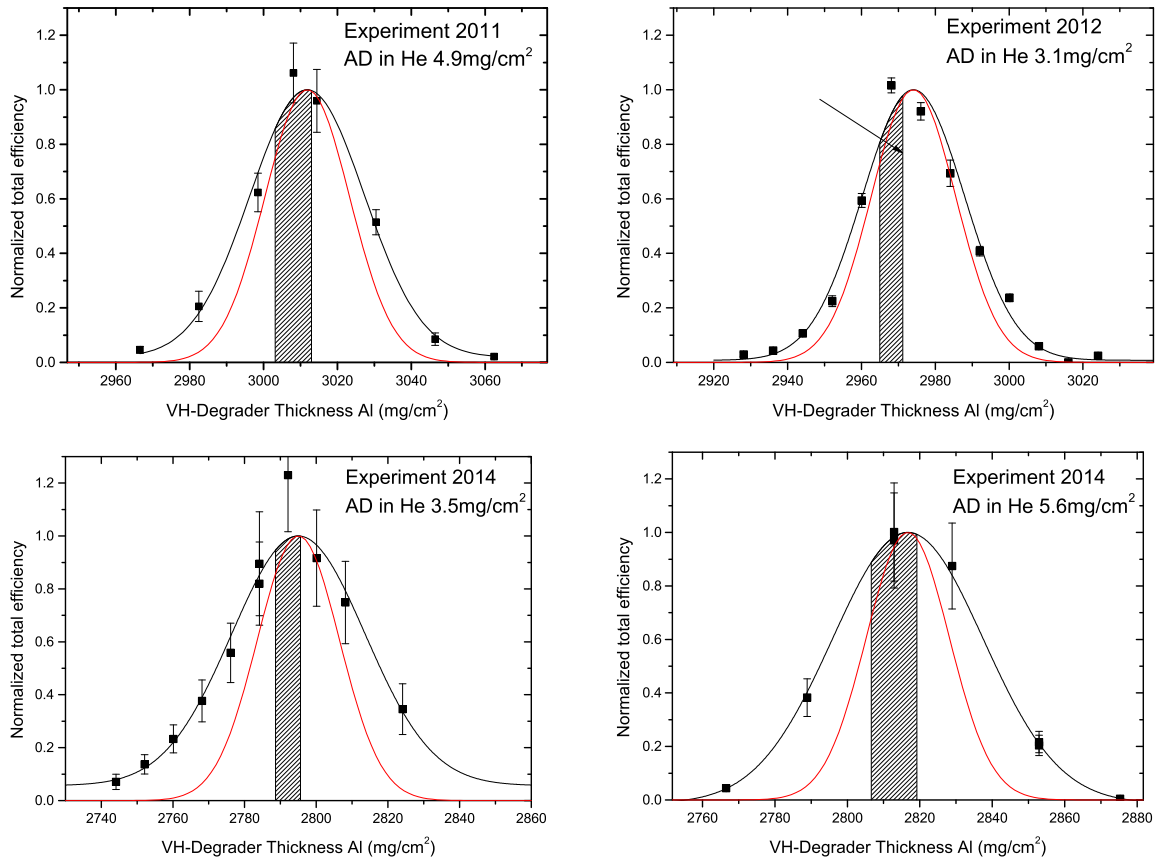 Experiment 2011
AD in He 4.9mg/cm²
Normalized total efficiency
1.2
1.0
0.8
0.6
0.4
0.2
0.0
2960 2980 3000 3020 3040 3060
VH-Degrader Thickness Al (mg/cm²)
Experiment 2012
AD in He 3.1mg/cm²
Normalized total efficiency
1.2
1.0
0.8
0.6
0.4
0.2
0.0
2920 2940 2960 2980 3000 3020
VH-Degrader Thickness Al (mg/cm²)
Experiment 2014
AD in He 3.5mg/cm²
Normalized total efficiency
1.2
1.0
0.8
0.6
0.4
0.2
0.0
2740 2760 2780 2800 2820 2840 2860
VH-Degrader Thickness Al (mg/cm²)
Experiment 2014
AD in He 5.6mg/cm²
Normalized total efficiency
1.2
1.0
0.8
0.6
0.4
0.2
0.0
2760 2780 2800 2820 2840 2860 2880
VH-Degrader Thickness Al (mg/cm²)